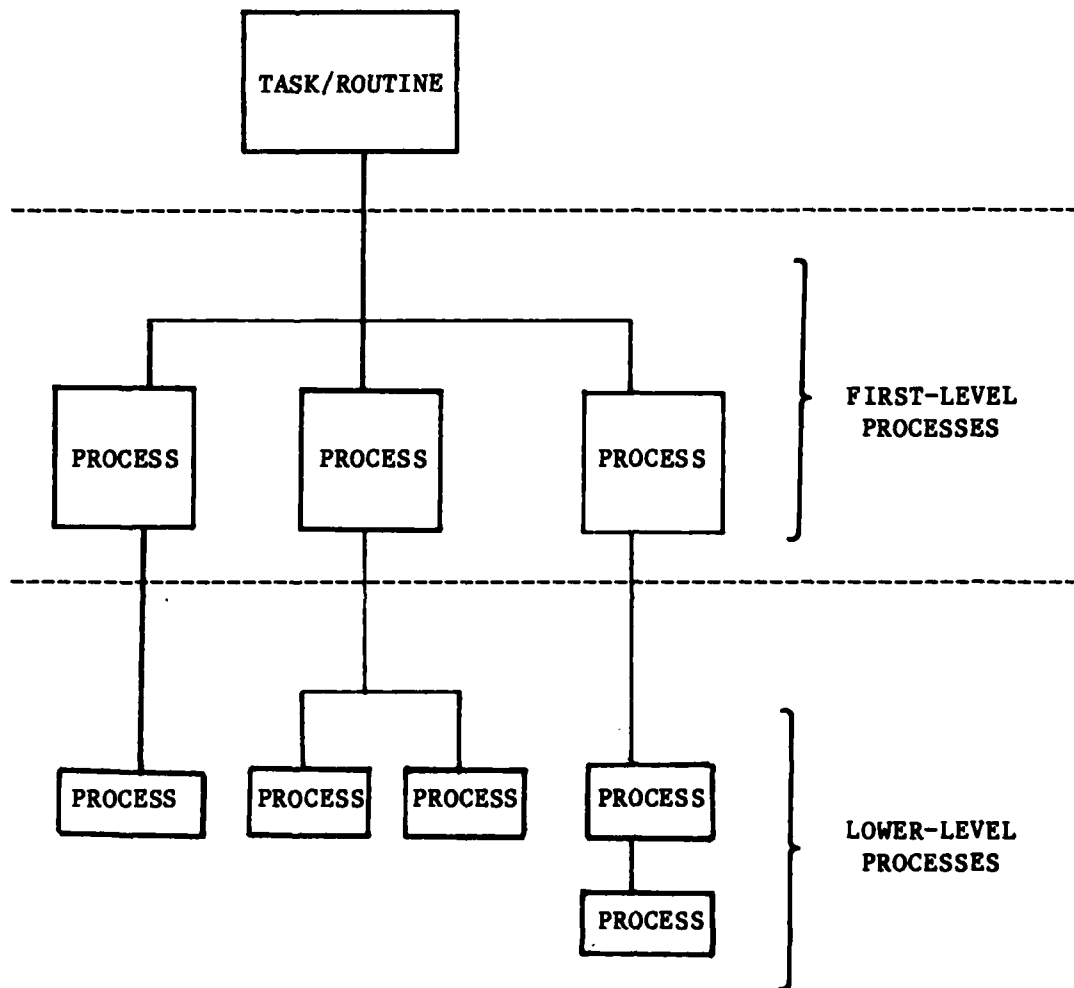 TASK/ROUTINE
PROCESS
PROCESS
PROCESS
FIRST-LEVEL
PROCESSES
PROCESS
PROCESS
PROCESS
PROCESS
LOWER-LEVEL
PROCESSES
PROCESS